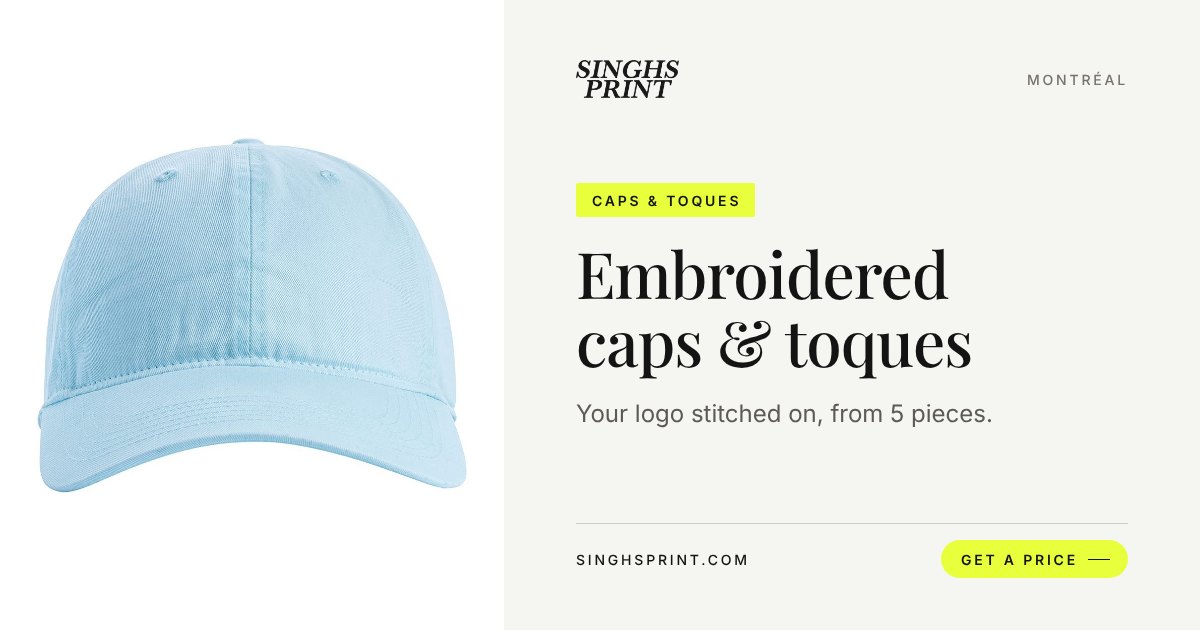 SINGHS
PRINT
MONTRÉAL
CAPS & TOQUES
Embroidered
caps & toques
Your logo stitched on, from 5 pieces.
SINGHSPRINT.COM
GET A PRICE —